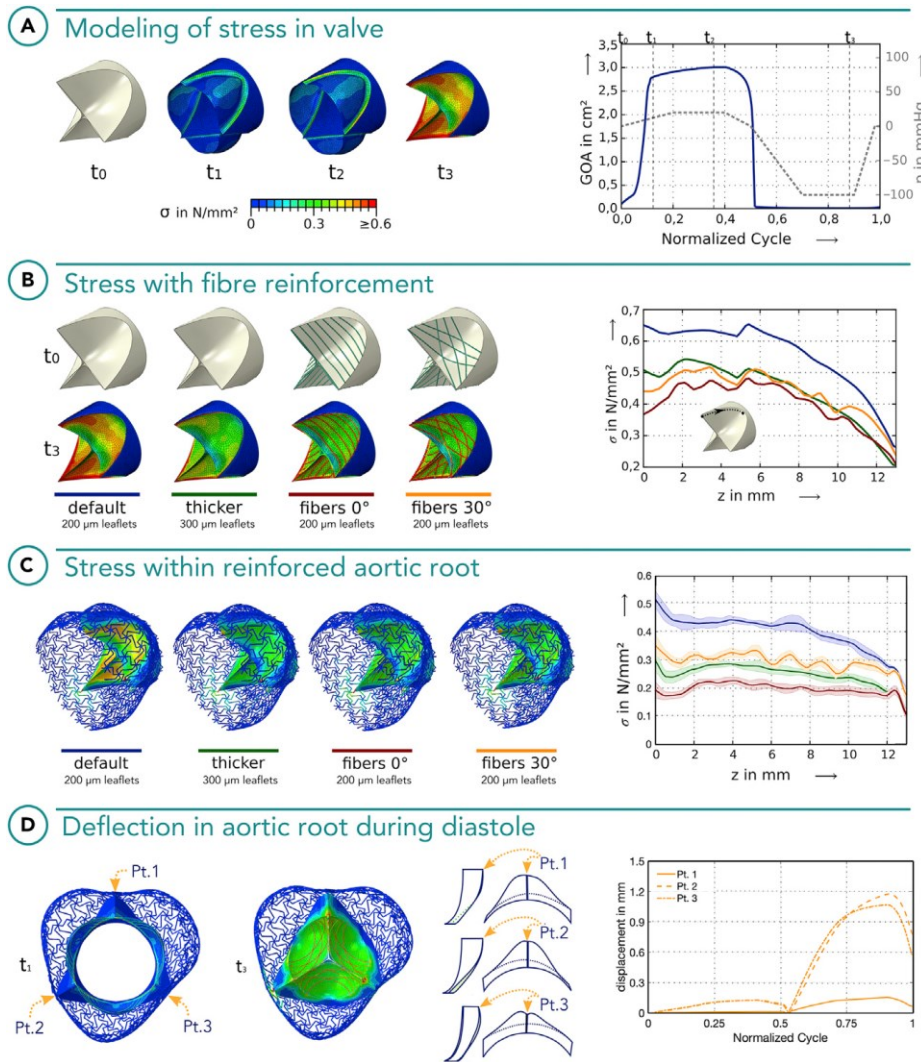 A Modeling of stress in valve
t₀ t₁ t₂ t₃
σ in N/mm²
0 0.3 ≥0.6
t₀ t₁ t₂ t₃
GOA in cm²
3,5
3,0
2,5
2,0
1,5
1,0
0,5
0,0
0,0 0,2 0,4 0,6 0,8 1,0
Normalized Cycle
100
50
0
−50
−100
p in mmHg
B Stress with fibre reinforcement
t₀
t₃
default thicker fibers 0° fibers 30°
200 µm leaflets 300 µm leaflets 200 µm leaflets 200 µm leaflets
σ in N/mm²
0,7
0,6
0,5
0,4
0,3
0,2
0 2 4 6 8 10 12
z in mm
C Stress within reinforced aortic root
default thicker fibers 0° fibers 30°
200 µm leaflets 300 µm leaflets 200 µm leaflets 200 µm leaflets
σ in N/mm²
0.6
0.5
0.4
0.3
0.2
0.1
0
0 2 4 6 8 10 12
z in mm
D Deflection in aortic root during diastole
Pt.1
t₁
Pt.2 Pt.3
t₃
Pt.1
Pt.2
Pt.3
displacement in mm
1.5
1.2
0.9
0.6
0.3
0
Pt. 1
Pt. 2
Pt. 3
0 0.25 0.5 0.75 1
Normalized Cycle